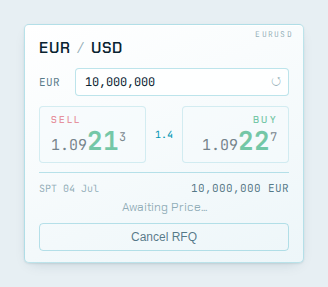 EURUSD
EUR / USD
EUR 10,000,000
SELL BUY
1.09213 1.4 1.09227
SPT 04 Jul 10,000,000 EUR
Awaiting Price...
Cancel RFQ